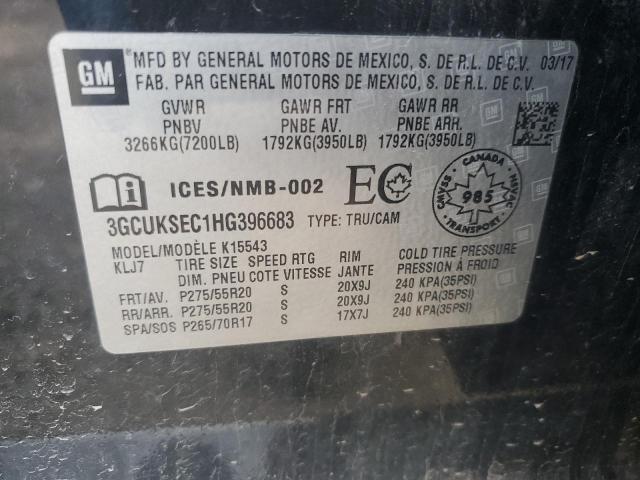 GM
MFD BY GENERAL MOTORS DE MEXICO, S. DE R.L. DE C.V. 03/17
FAB. PAR GENERAL MOTORS DE MEXICO, S. DE R.L. DE C.V.
GVWR GAWR FRT GAWR RR
PNBV PNBE AV. PNBE ARR.
3266KG(7200LB) 1792KG(3950LB) 1792KG(3950LB)
ICES/NMB-002 EC CANADA 985 TRANSPORT
3GCUKSEC1HG396683 TYPE: TRU/CAM
MODEL/MODÈLE K15543
KLJ7 TIRE SIZE SPEED RTG RIM COLD TIRE PRESSURE
DIM. PNEU COTE VITESSE JANTE PRESSION À FROID
FRT/AV. P275/55R20 S 20X9J 240 KPA(35PSI)
RR/ARR. P275/55R20 S 20X9J 240 KPA(35PSI)
SPA/SOS P265/70R17 S 17X7J 240 KPA(35PSI)